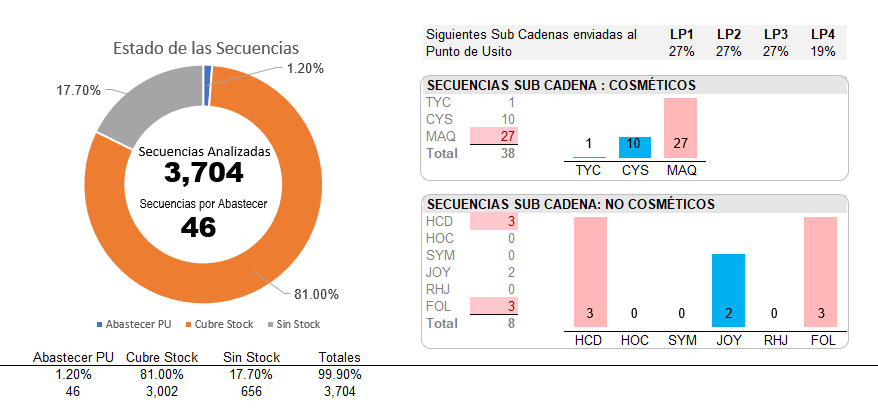 Estado de las Secuencias
1.20%
17.70%
Secuencias Analizadas
3,704
Secuencias por Abastecer
46
81.00%
Abastecer PU Cubre Stock Sin Stock
Abastecer PU Cubre Stock Sin Stock Totales
1.20% 81.00% 17.70% 99.90%
46 3,002 656 3,704
Siguientes Sub Cadenas enviadas al LP1 LP2 LP3 LP4
Punto de Usito 27% 27% 27% 19%
SECUENCIAS SUB CADENA : COSMÉTICOS
TYC 1
CYS 10
MAQ 27
Total 38
1 10 27
TYC CYS MAQ
SECUENCIAS SUB CADENA: NO COSMÉTICOS
HCD 3
HOC 0
SYM 0
JOY 2
RHJ 0
FOL 3
Total 8
3 0 0 2 0 3
HCD HOC SYM JOY RHJ FOL